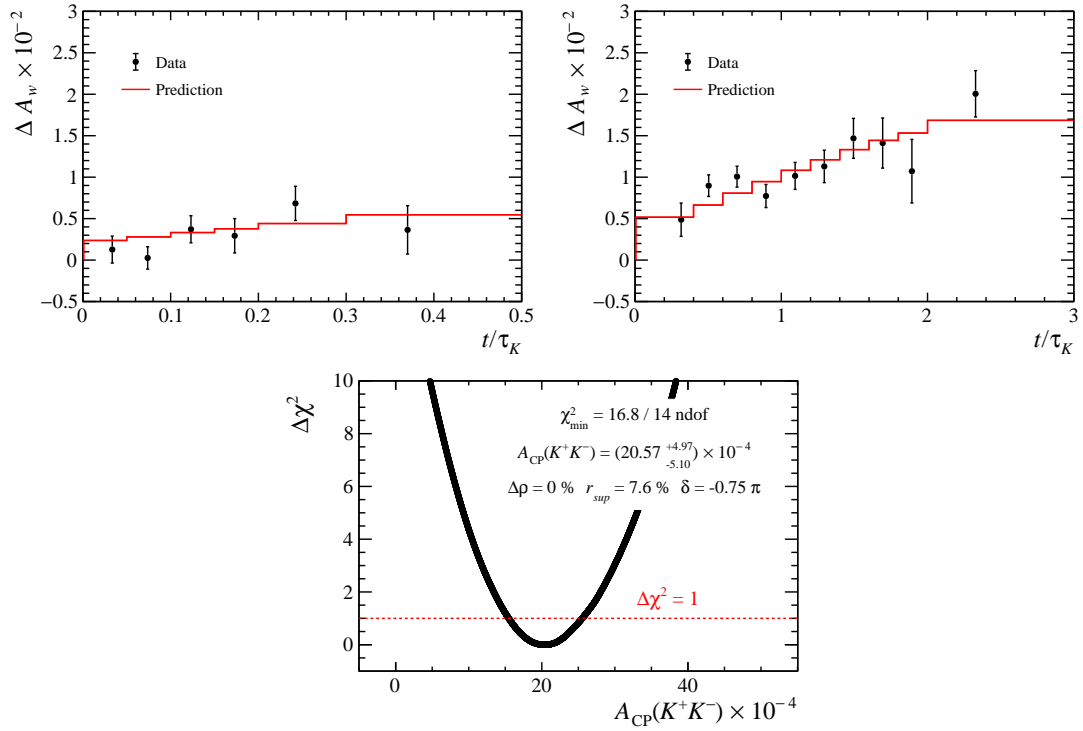 Δ A_w × 10⁻²
3
2.5
2
1.5
1
0.5
0
−0.5
Data
Prediction
0 0.1 0.2 0.3 0.4 0.5
t/τ_K
Δ A_w × 10⁻²
3
2.5
2
1.5
1
0.5
0
−0.5
Data
Prediction
0 1 2 3
t/τ_K
Δχ²
10
8
6
4
2
0
χ²_min = 16.8 / 14 ndof
A_CP(K⁺K⁻) = (20.57 +4.97 -5.10) × 10⁻⁴
Δρ = 0 % r_sup = 7.6 % δ = -0.75 π
Δχ² = 1
0 20 40
A_CP(K⁺K⁻) × 10⁻⁴